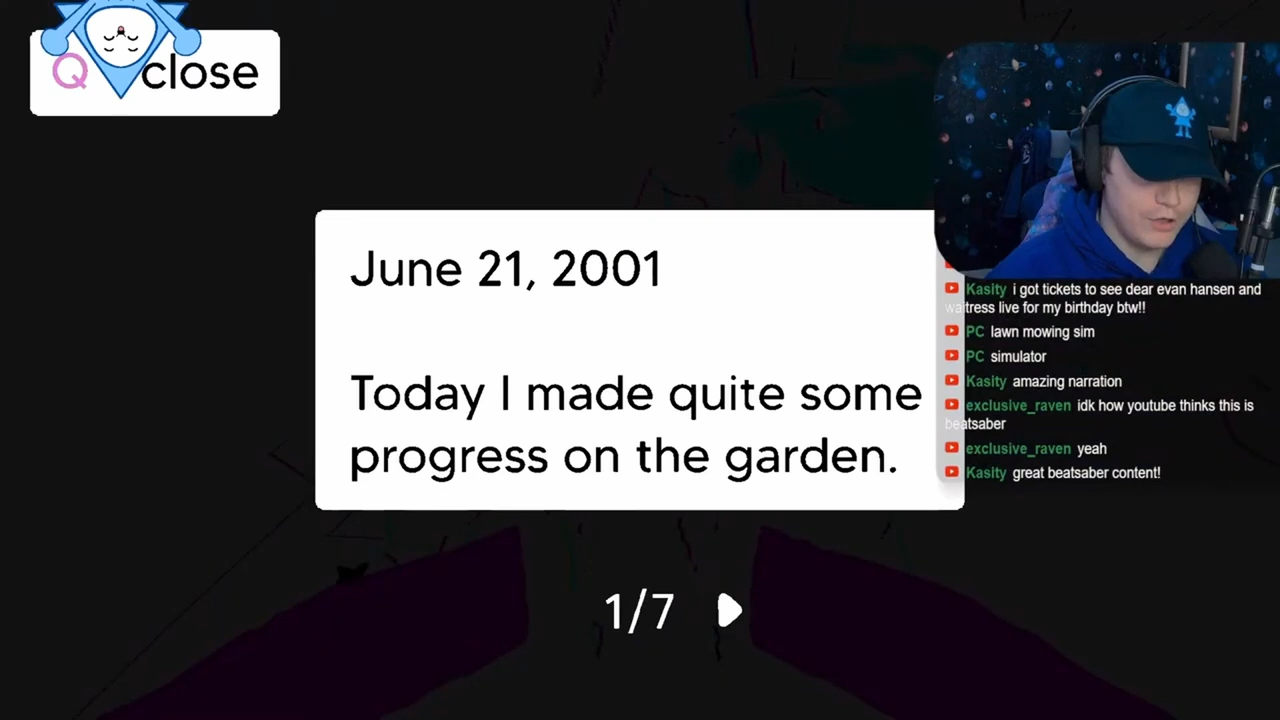 Q close
June 21, 2001
Today I made quite some
progress on the garden.
1/7
Kasity i got tickets to see dear evan hansen and
waitress live for my birthday btw!!
PC lawn mowing sim
PC simulator
Kasity amazing narration
exclusive_raven idk how youtube thinks this is
beatsaber
exclusive_raven yeah
Kasity great beatsaber content!